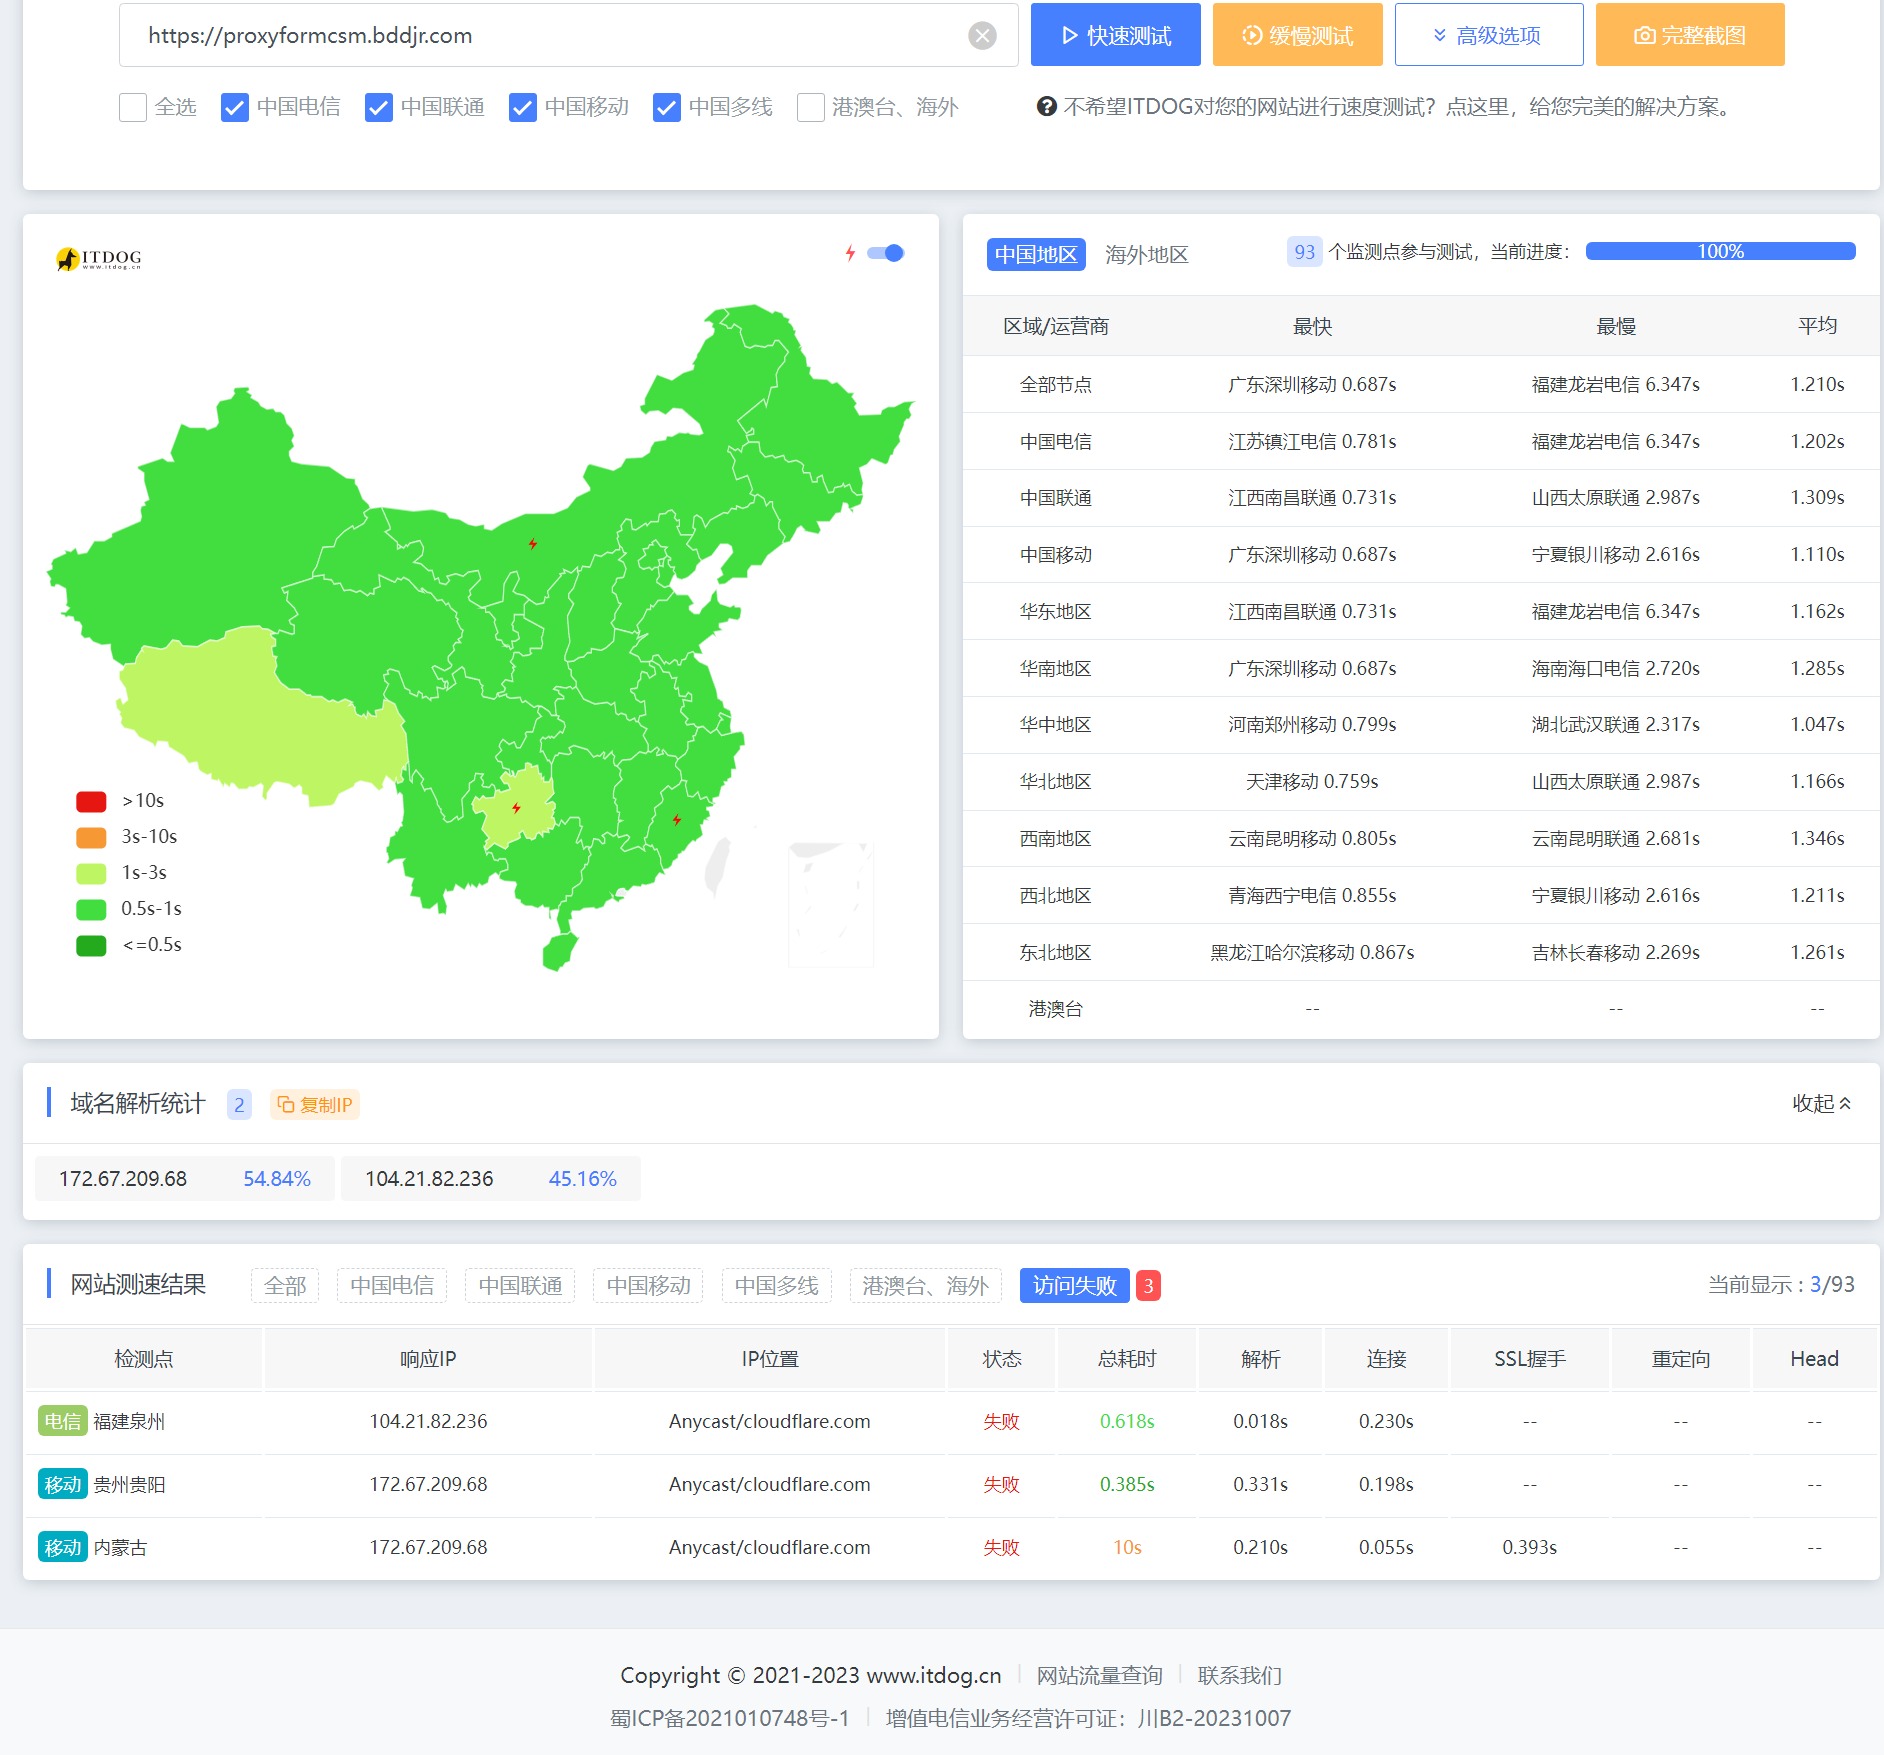 https://proxyformcsm.bddjr.com
快速测试 缓慢测试 高级选项 完整截图
全选 中国电信 中国联通 中国移动 中国多线 港澳台、海外
不希望ITDOG对您的网站进行速度测试？点这里，给您完美的解决方案。
ITDOG
www.itdog.cn
>10s
3s-10s
1s-3s
0.5s-1s
<=0.5s
中国地区 海外地区 93 个监测点参与测试，当前进度： 100%
区域/运营商 最快 最慢 平均
全部节点 广东深圳移动 0.687s 福建龙岩电信 6.347s 1.210s
中国电信 江苏镇江电信 0.781s 福建龙岩电信 6.347s 1.202s
中国联通 江西南昌联通 0.731s 山西太原联通 2.987s 1.309s
中国移动 广东深圳移动 0.687s 宁夏银川移动 2.616s 1.110s
华东地区 江西南昌联通 0.731s 福建龙岩电信 6.347s 1.162s
华南地区 广东深圳移动 0.687s 海南海口电信 2.720s 1.285s
华中地区 河南郑州移动 0.799s 湖北武汉联通 2.317s 1.047s
华北地区 天津移动 0.759s 山西太原联通 2.987s 1.166s
西南地区 云南昆明移动 0.805s 云南昆明联通 2.681s 1.346s
西北地区 青海西宁电信 0.855s 宁夏银川移动 2.616s 1.211s
东北地区 黑龙江哈尔滨移动 0.867s 吉林长春移动 2.269s 1.261s
港澳台 -- -- --
域名解析统计 2 复制IP 收起
172.67.209.68 54.84% 104.21.82.236 45.16%
网站测速结果 全部 中国电信 中国联通 中国移动 中国多线 港澳台、海外 访问失败 3 当前显示 : 3/93
检测点 响应IP IP位置 状态 总耗时 解析 连接 SSL握手 重定向 Head
电信 福建泉州 104.21.82.236 Anycast/cloudflare.com 失败 0.618s 0.018s 0.230s -- -- --
移动 贵州贵阳 172.67.209.68 Anycast/cloudflare.com 失败 0.385s 0.331s 0.198s -- -- --
移动 内蒙古 172.67.209.68 Anycast/cloudflare.com 失败 10s 0.210s 0.055s 0.393s -- --
Copyright © 2021-2023 www.itdog.cn 网站流量查询 联系我们
蜀ICP备2021010748号-1 增值电信业务经营许可证：川B2-20231007